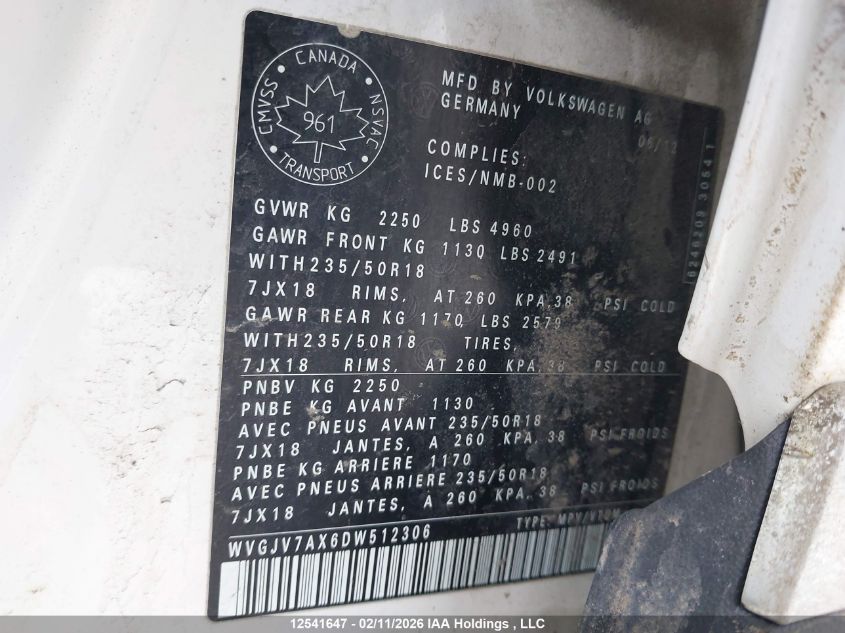 CANADA
CMVSS
NSVAC
961
TRANSPORT
MFD BY VOLKSWAGEN AG
GERMANY
COMPLIES:
ICES/NMB-002
GVWR KG 2250 LBS 4960
GAWR FRONT KG 1130 LBS 2491
WITH235/50R18
7JX18 RIMS, AT 260 KPA,38 PSI COLD
GAWR REAR KG 1170 LBS 2579
WITH235/50R18 TIRES,
7JX18 RIMS, AT 260 KPA,38 PSI COLD
PNBV KG 2250
PNBE KG AVANT 1130
AVEC PNEUS AVANT 235/50R18
7JX18 JANTES, A 260 KPA,38 PSI FROIDS
PNBE KG ARRIERE 1170
AVEC PNEUS ARRIERE 235/50R18
7JX18 JANTES, A 260 KPA,38 PSI FROIDS
TYPE: MPV/
WVGJV7AX6DW512306
12541647 - 02/11/2026 IAA Holdings , LLC